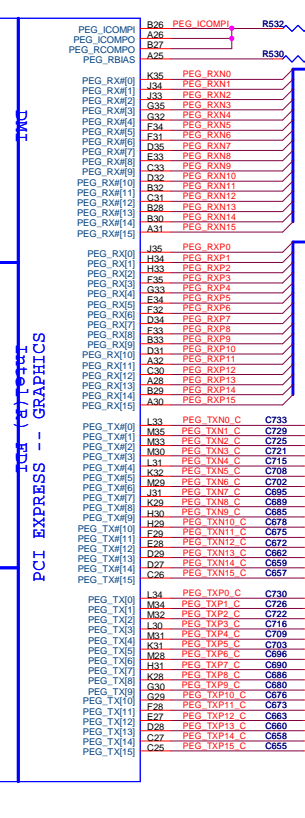 PEG_ICOMPI B26 PEG_ICOMPI R532
PEG_ICOMPO A26
PEG_RCOMPO B27
PEG_RBIAS A25 R530
PEG_RX#[0] K35 PEG_RXN0
PEG_RX#[1] J34 PEG_RXN1
PEG_RX#[2] J33 PEG_RXN2
PEG_RX#[3] G35 PEG_RXN3
PEG_RX#[4] G32 PEG_RXN4
PEG_RX#[5] F34 PEG_RXN5
PEG_RX#[6] F31 PEG_RXN6
PEG_RX#[7] D35 PEG_RXN7
PEG_RX#[8] E33 PEG_RXN8
PEG_RX#[9] C33 PEG_RXN9
PEG_RX#[10] D32 PEG_RXN10
PEG_RX#[11] B32 PEG_RXN11
PEG_RX#[12] C31 PEG_RXN12
PEG_RX#[13] B28 PEG_RXN13
PEG_RX#[14] B30 PEG_RXN14
PEG_RX#[15] A31 PEG_RXN15
DMI
PEG_RX[0] J35 PEG_RXP0
PEG_RX[1] H34 PEG_RXP1
PEG_RX[2] H33 PEG_RXP2
PEG_RX[3] F35 PEG_RXP3
PEG_RX[4] G33 PEG_RXP4
PEG_RX[5] E34 PEG_RXP5
PEG_RX[6] F32 PEG_RXP6
PEG_RX[7] D34 PEG_RXP7
PEG_RX[8] F33 PEG_RXP8
PEG_RX[9] B33 PEG_RXP9
PEG_RX[10] D31 PEG_RXP10
PEG_RX[11] A32 PEG_RXP11
PEG_RX[12] C30 PEG_RXP12
PEG_RX[13] A28 PEG_RXP13
PEG_RX[14] B29 PEG_RXP14
PEG_RX[15] A30 PEG_RXP15
Intel(R) FDI
PCI EXPRESS -- GRAPHICS
PEG_TX#[0] L33 PEG_TXN0_C C733
PEG_TX#[1] M35 PEG_TXN1_C C729
PEG_TX#[2] M33 PEG_TXN2_C C725
PEG_TX#[3] M30 PEG_TXN3_C C721
PEG_TX#[4] L31 PEG_TXN4_C C715
PEG_TX#[5] K32 PEG_TXN5_C C708
PEG_TX#[6] M29 PEG_TXN6_C C702
PEG_TX#[7] J31 PEG_TXN7_C C695
PEG_TX#[8] K29 PEG_TXN8_C C689
PEG_TX#[9] H30 PEG_TXN9_C C685
PEG_TX#[10] H29 PEG_TXN10_C C678
PEG_TX#[11] F29 PEG_TXN11_C C675
PEG_TX#[12] E28 PEG_TXN12_C C672
PEG_TX#[13] D29 PEG_TXN13_C C662
PEG_TX#[14] D27 PEG_TXN14_C C659
PEG_TX#[15] C26 PEG_TXN15_C C657
PEG_TX[0] L34 PEG_TXP0_C C730
PEG_TX[1] M34 PEG_TXP1_C C726
PEG_TX[2] M32 PEG_TXP2_C C722
PEG_TX[3] L30 PEG_TXP3_C C716
PEG_TX[4] M31 PEG_TXP4_C C709
PEG_TX[5] K31 PEG_TXP5_C C703
PEG_TX[6] M28 PEG_TXP6_C C696
PEG_TX[7] H31 PEG_TXP7_C C690
PEG_TX[8] K28 PEG_TXP8_C C686
PEG_TX[9] G30 PEG_TXP9_C C680
PEG_TX[10] G29 PEG_TXP10_C C676
PEG_TX[11] F28 PEG_TXP11_C C673
PEG_TX[12] E27 PEG_TXP12_C C663
PEG_TX[13] D28 PEG_TXP13_C C660
PEG_TX[14] C27 PEG_TXP14_C C658
PEG_TX[15] C25 PEG_TXP15_C C655